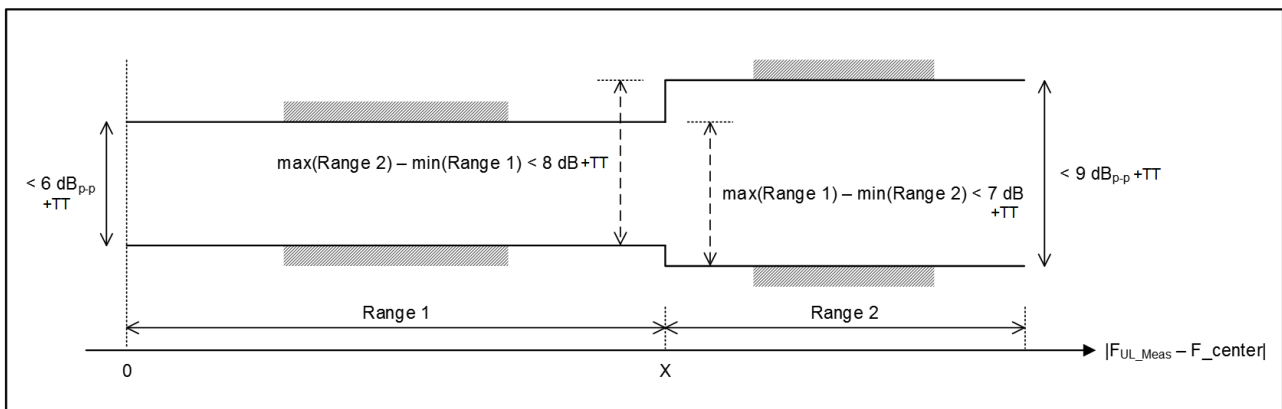 max(Range 2) – min(Range 1) < 8 dB +TT
< 6 dBp-p
+TT
max(Range 1) – min(Range 2) < 7 dB
+TT
< 9 dBp-p +TT
Range 1
Range 2
|FUL_Meas – F_center|
0
X